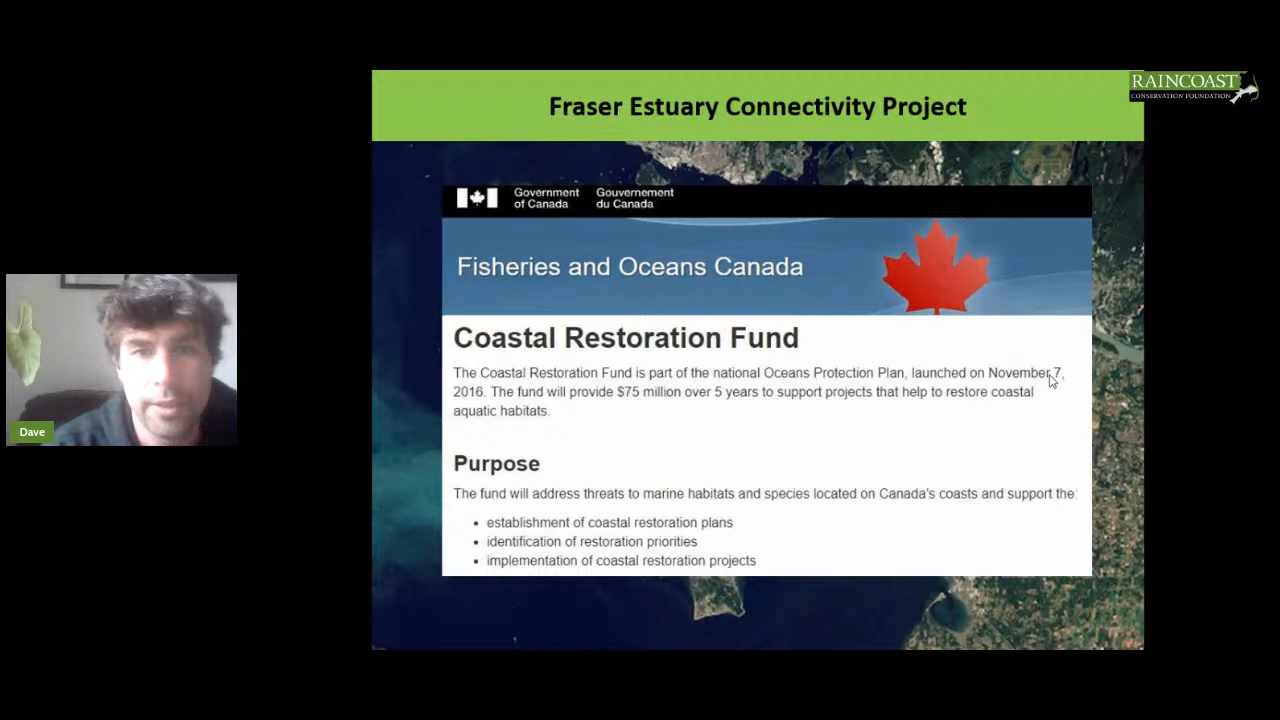 Fraser Estuary Connectivity Project
RAINCOAST
CONSERVATION FOUNDATION
Government
of Canada
Gouvernement
du Canada
Fisheries and Oceans Canada
Coastal Restoration Fund
The Coastal Restoration Fund is part of the national Oceans Protection Plan, launched on November 7,
2016. The fund will provide $75 million over 5 years to support projects that help to restore coastal
aquatic habitats.
Purpose
The fund will address threats to marine habitats and species located on Canada's coasts and support the:
• establishment of coastal restoration plans
• identification of restoration priorities
• implementation of coastal restoration projects
Dave